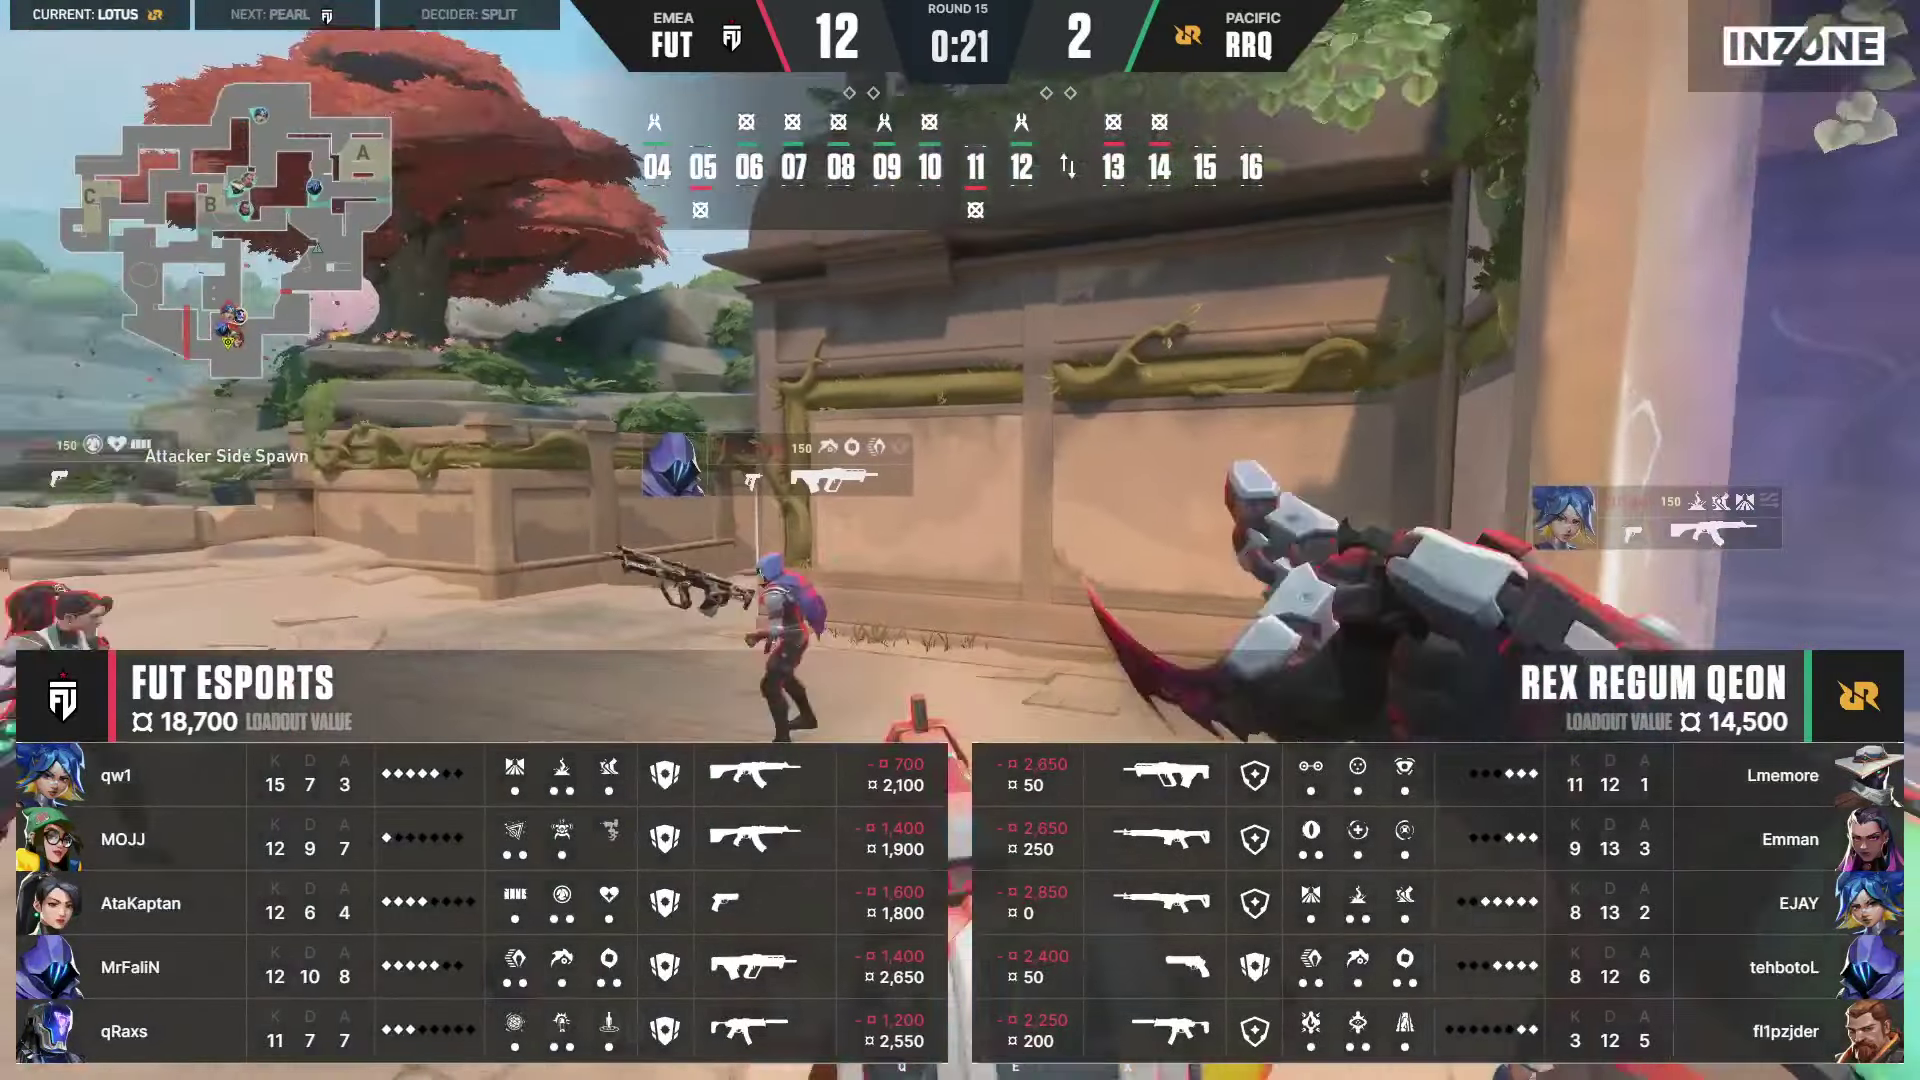 CURRENT: LOTUS
NEXT: PEARL
DECIDER: SPLIT
EMEA
FUT
12
ROUND 15
0:21
2
PACIFIC
RRQ
INZONE
04 05 06 07 08 09 10 11 12 13 14 15 16
A
B
C
150
Attacker Side Spawn
150
150
FUT ESPORTS
18,700 LOADOUT VALUE
REX REGUM QEON
LOADOUT VALUE 14,500
K D A
qw1 15 7 3
- 700
2,100
K D A
MOJJ 12 9 7
- 1,400
1,900
K D A
AtaKaptan 12 6 4
- 1,600
1,800
K D A
MrFaliN 12 10 8
- 1,400
2,650
K D A
qRaxs 11 7 7
- 1,200
2,550
- 2,650
50
K D A
11 12 1 Lmemore
- 2,650
250
K D A
9 13 3 Emman
- 2,850
0
K D A
8 13 2 EJAY
- 2,400
50
K D A
8 12 6 tehbotoL
- 2,250
200
K D A
3 12 5 fl1pzjder
Q E X